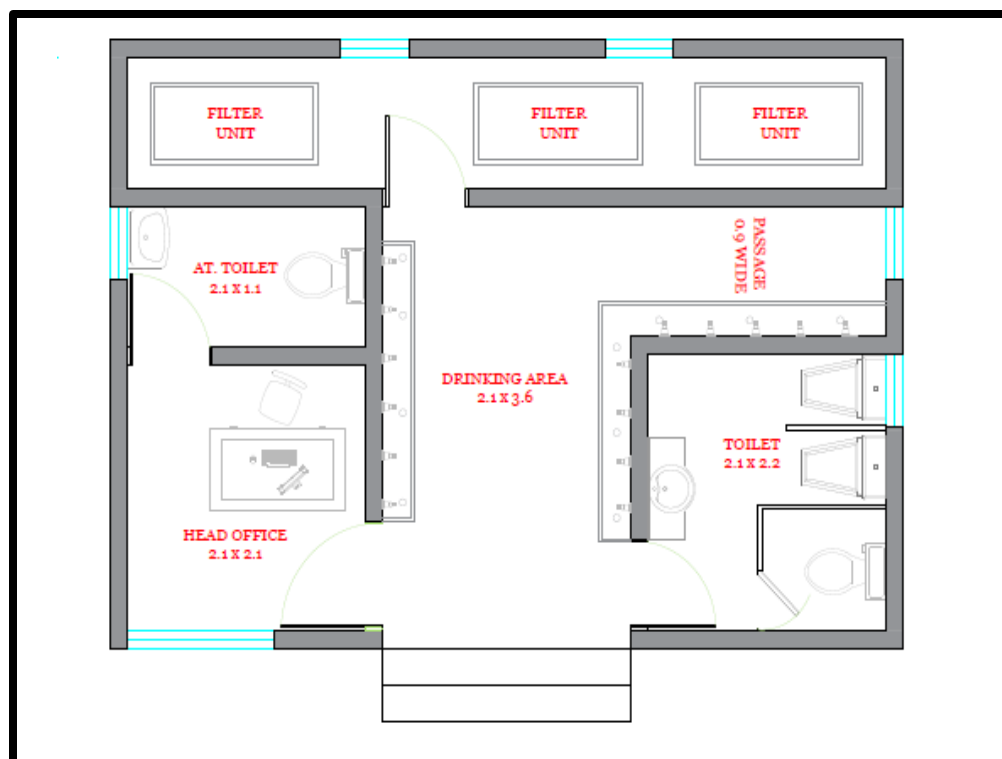 FILTER
UNIT
FILTER
UNIT
FILTER
UNIT
PASSAGE
0.9 WIDE
AT. TOILET
2.1 X 1.1
DRINKING AREA
2.1 X 3.6
TOILET
2.1 X 2.2
HEAD OFFICE
2.1 X 2.1